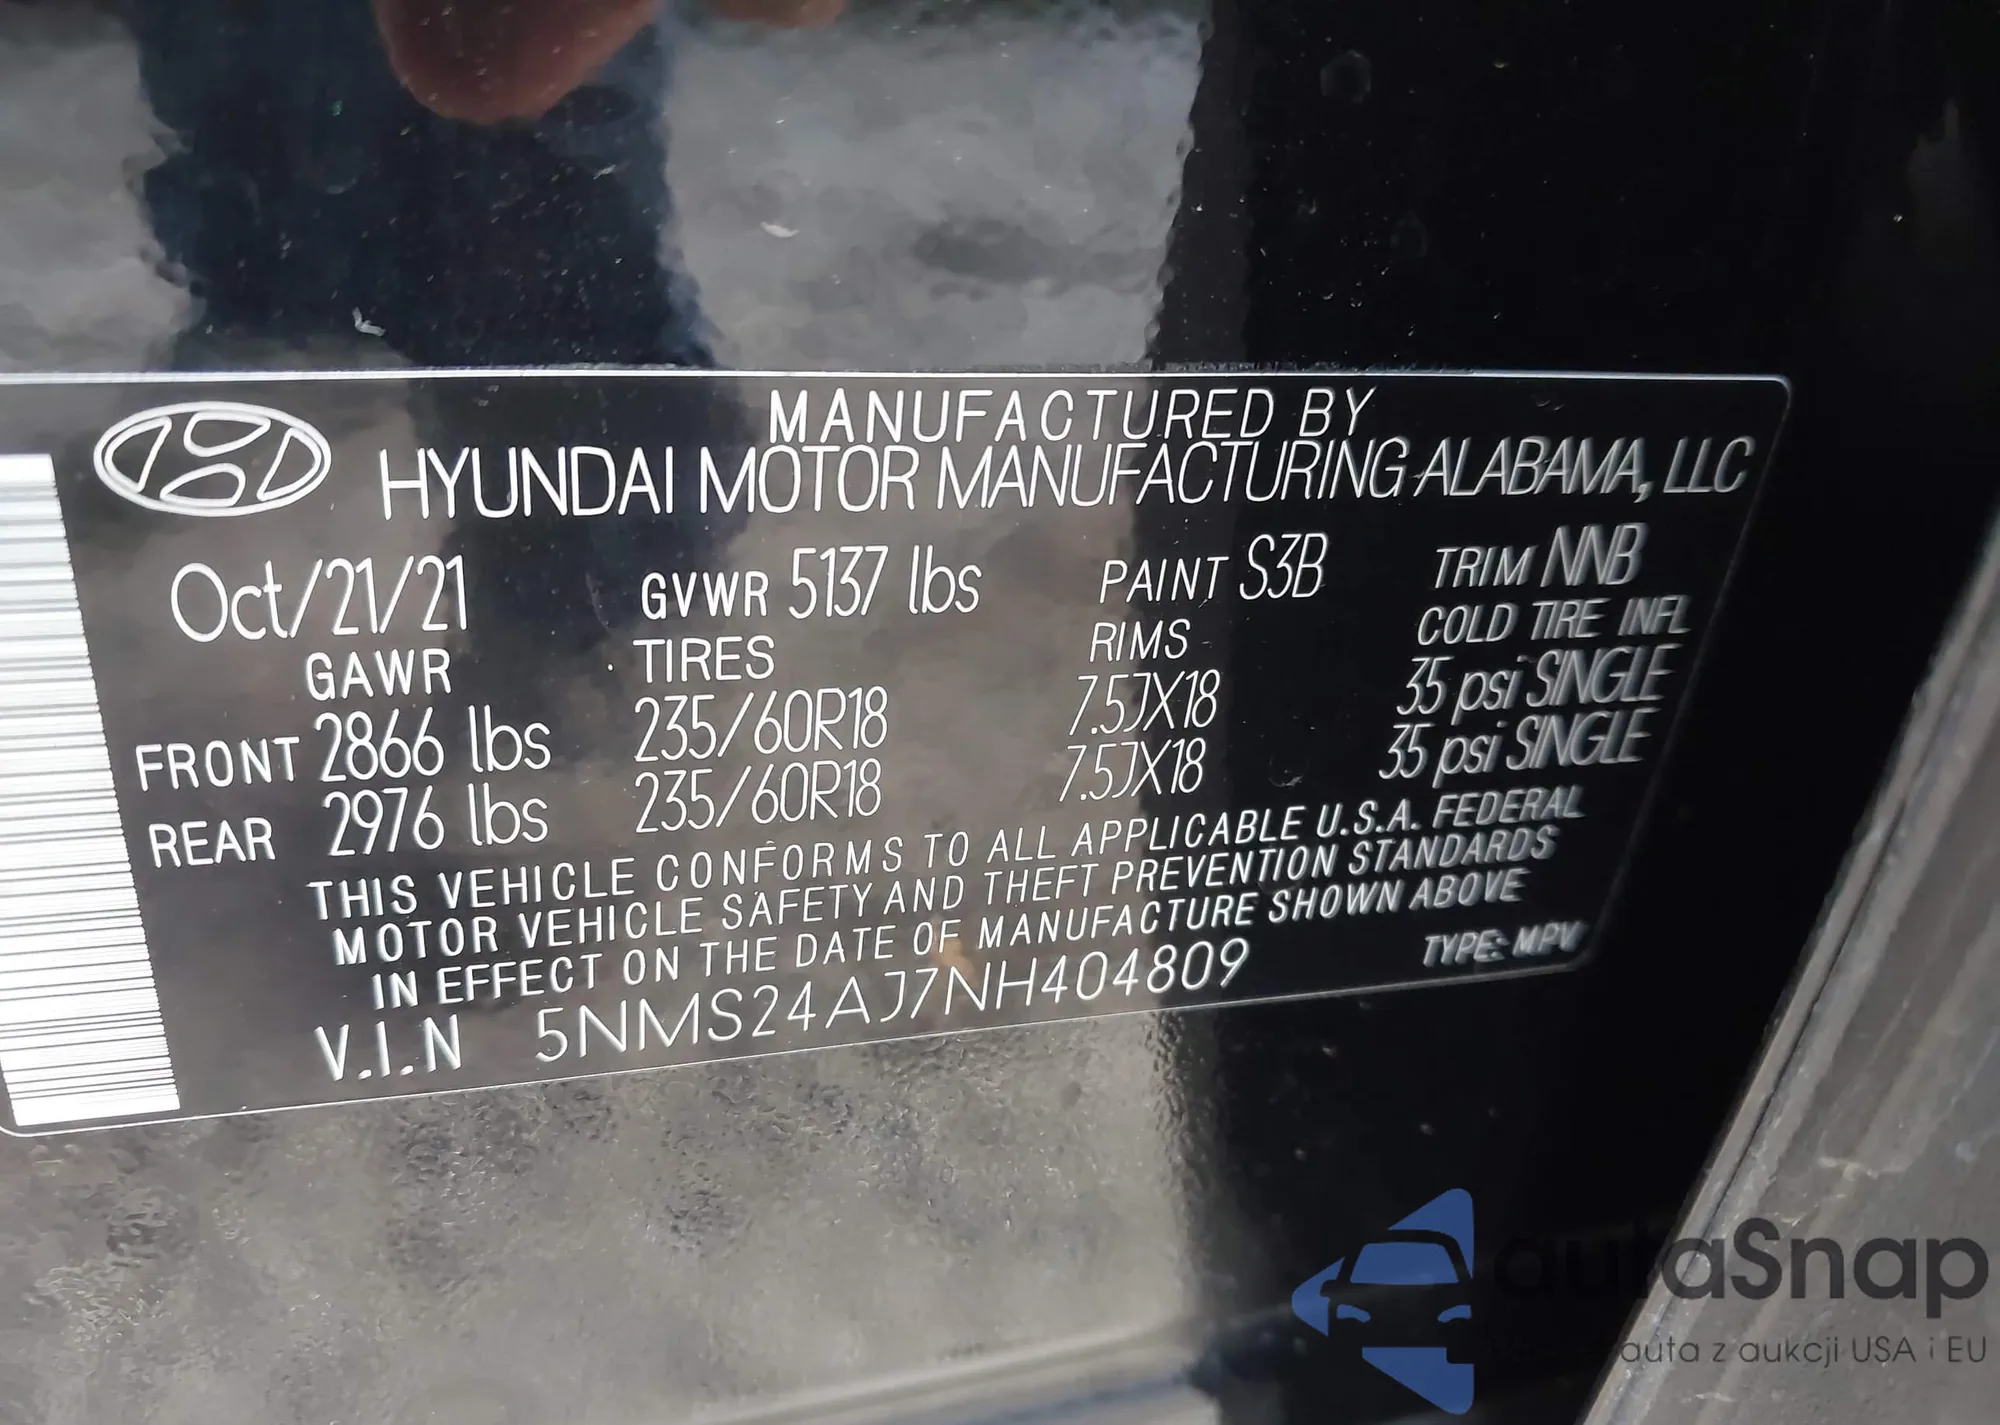 MANUFACTURED BY
HYUNDAI MOTOR MANUFACTURING ALABAMA, LLC
Oct/21/21 GVWR 5137 lbs PAINT S3B TRIM NNB
GAWR TIRES RIMS COLD TIRE INFL
FRONT 2866 lbs 235/60R18 7.5JX18 35 psi SINGLE
REAR 2976 lbs 235/60R18 7.5JX18 35 psi SINGLE
THIS VEHICLE CONFORMS TO ALL APPLICABLE U.S.A. FEDERAL
MOTOR VEHICLE SAFETY AND THEFT PREVENTION STANDARDS
IN EFFECT ON THE DATE OF MANUFACTURE SHOWN ABOVE
V.I.N 5NMS24AJ7NH404809 TYPE: MPV
autaSnap
auta z aukcji USA i EU